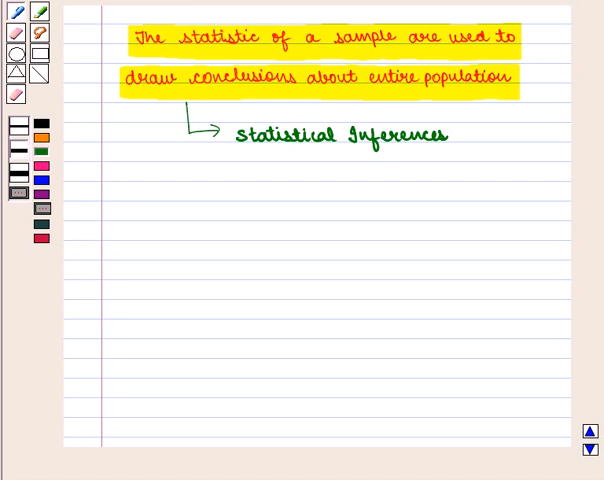 The statistic of a sample are used to
draw conclusions about entire population
Statistical Inferences